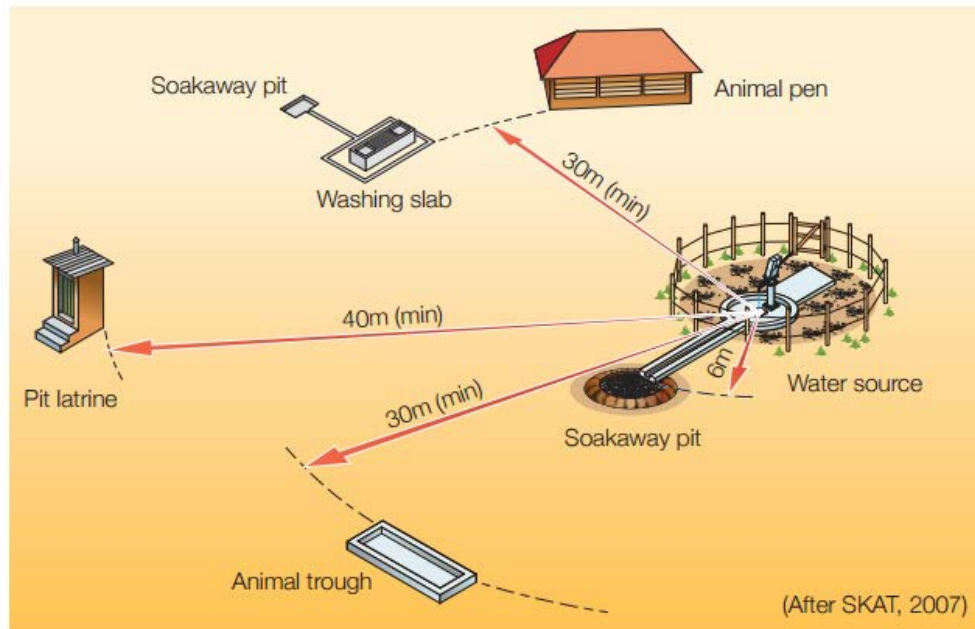 Soakaway pit
Animal pen
Washing slab
30m (min)
40m (min)
Pit latrine
6m
Water source
30m (min)
Soakaway pit
Animal trough
(After SKAT, 2007)